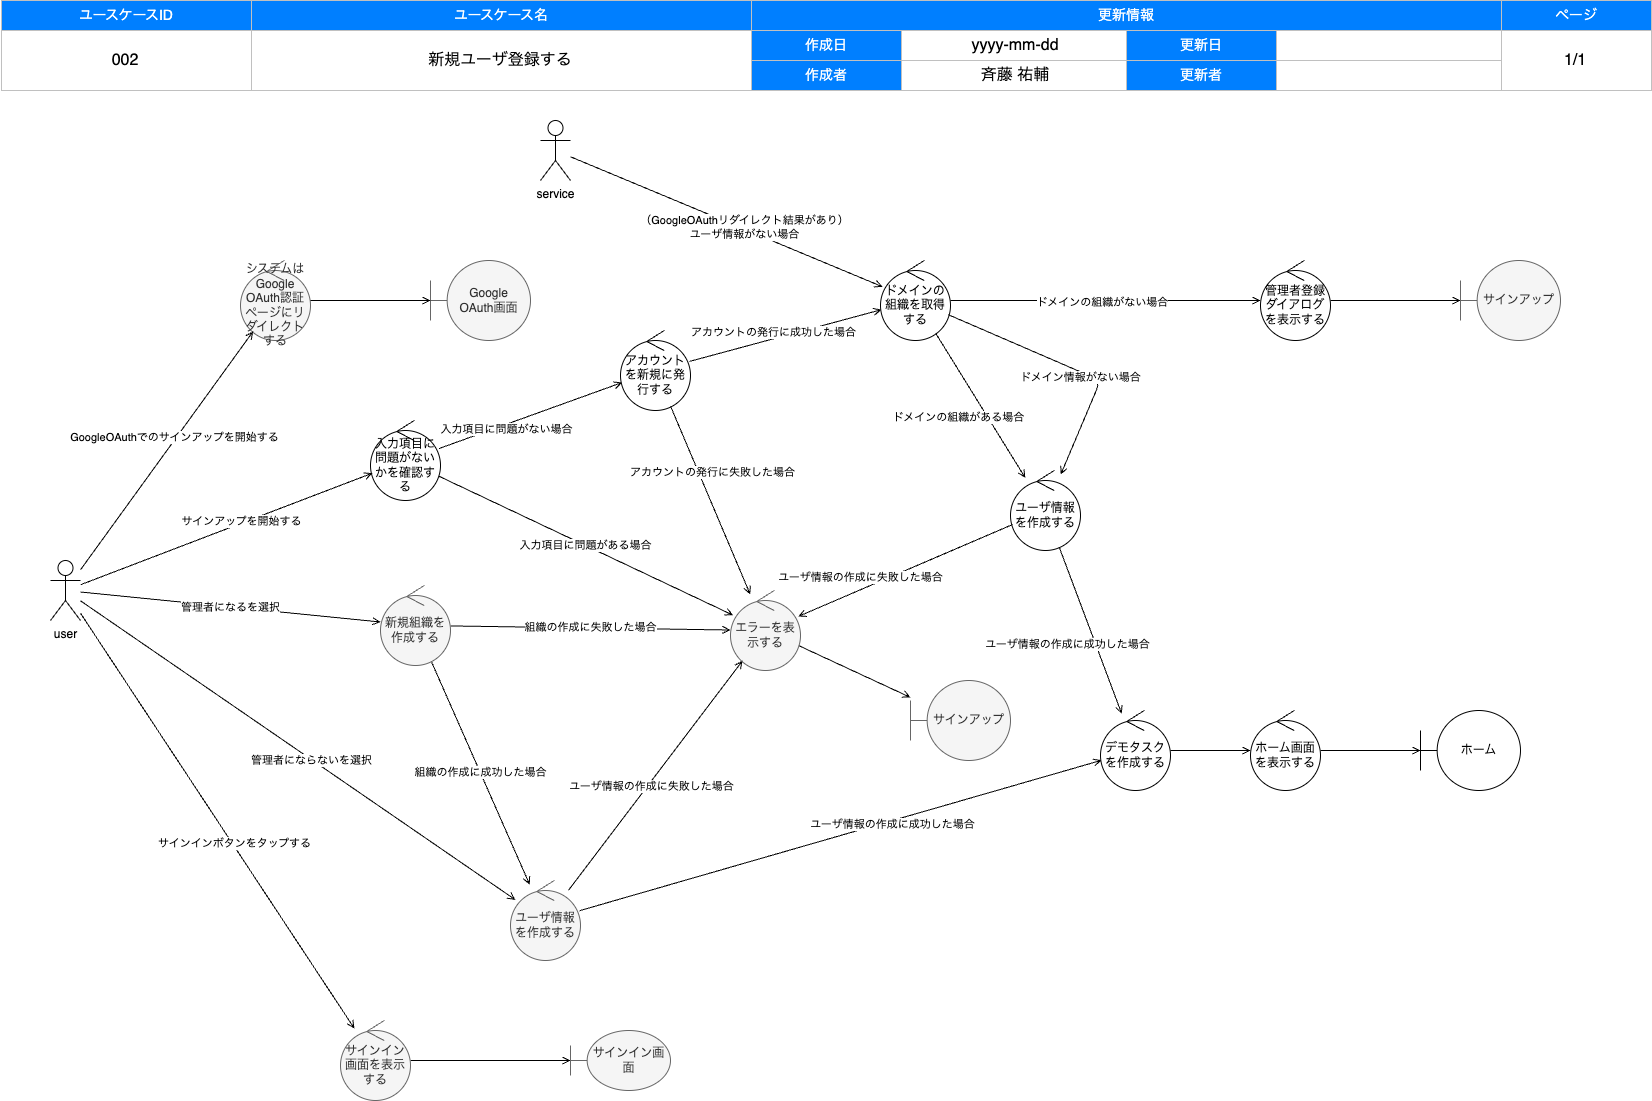 ユースケースID
ユースケース名
更新情報
ページ
002
新規ユーザ登録する
作成日
yyyy-mm-dd
更新日
1/1
作成者
斉藤 祐輔
更新者
service
（GoogleOAuthリダイレクト結果があり）
ユーザ情報がない場合
システムは
Google
OAuth認証
ページにリ
ダイレクト
する
Google
OAuth画面
ドメインの
組織を取得
する
ドメインの組織がない場合
管理者登録
ダイアログ
を表示する
サインアップ
アカウントの発行に成功した場合
アカウント
を新規に発
行する
ドメイン情報がない場合
ドメインの組織がある場合
GoogleOAuthでのサインアップを開始する
入力項目に問題がない場合
入力項目に
問題がない
かを確認す
る
アカウントの発行に失敗した場合
サインアップを開始する
ユーザ情報
を作成する
入力項目に問題がある場合
ユーザ情報の作成に失敗した場合
user
管理者になるを選択
新規組織を
作成する
組織の作成に失敗した場合
エラーを表
示する
ユーザ情報の作成に成功した場合
サインアップ
管理者にならないを選択
組織の作成に成功した場合
ユーザ情報の作成に失敗した場合
デモタスク
を作成する
ホーム画面
を表示する
ホーム
サインインボタンをタップする
ユーザ情報の作成に成功した場合
ユーザ情報
を作成する
サインイン
画面を表示
する
サインイン画
面